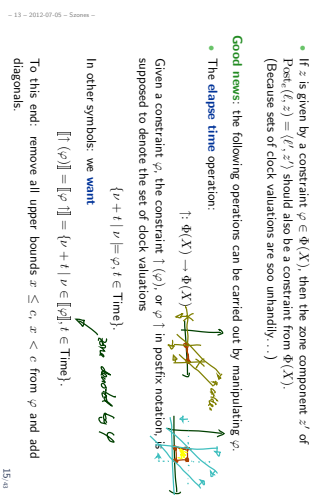 • If z is given by a constraint φ ∈ Φ(X), then the zone component z′ of
Post_e(ℓ, z) = ⟨ℓ′, z′⟩ should also be a constraint from Φ(X).
(Because sets of clock valuations are soo unhandily...)
Good news: the following operations can be carried out by manipulating φ.
• The elapse time operation:
↑: Φ(X) → Φ(X)
Given a constraint φ, the constraint ↑ (φ), or φ ↑ in postfix notation, is
supposed to denote the set of clock valuations
{ν + t | ν ⊨ φ, t ∈ Time}.
In other symbols: we want
⟦↑ (φ)⟧ = ⟦φ ↑⟧ = {ν + t | ν ∈ ⟦φ⟧, t ∈ Time}.
zone denoted by φ
To this end: remove all upper bounds x ≤ c, x < c from φ and add
diagonals.
– 13 – 2012-07-05 – Szones –
15/41